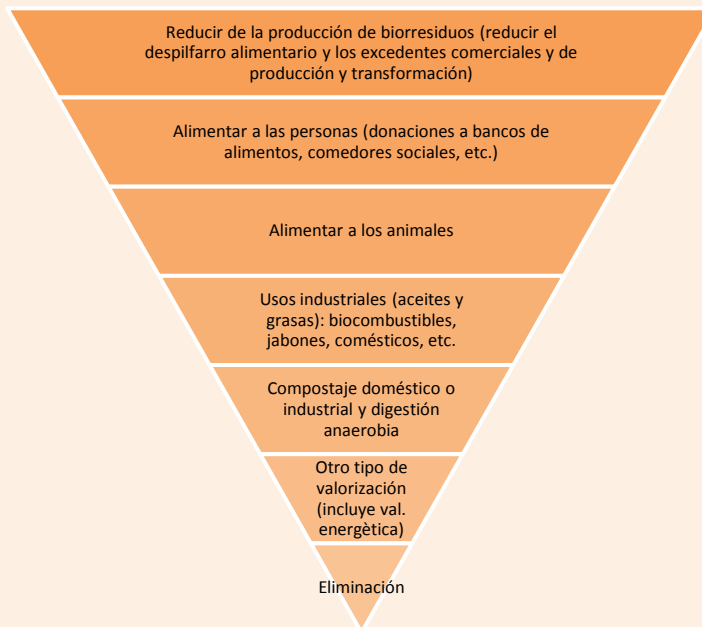 Reducir de la producción de biorresiduos (reducir el
despilfarro alimentario y los excedentes comerciales y de
producción y transformación)
Alimentar a las personas (donaciones a bancos de
alimentos, comedores sociales, etc.)
Alimentar a los animales
Usos industriales (aceites y
grasas): biocombustibles,
jabones, comésticos, etc.
Compostaje doméstico o
industrial y digestión
anaerobia
Otro tipo de
valorización
(incluye val.
energètica)
Eliminación